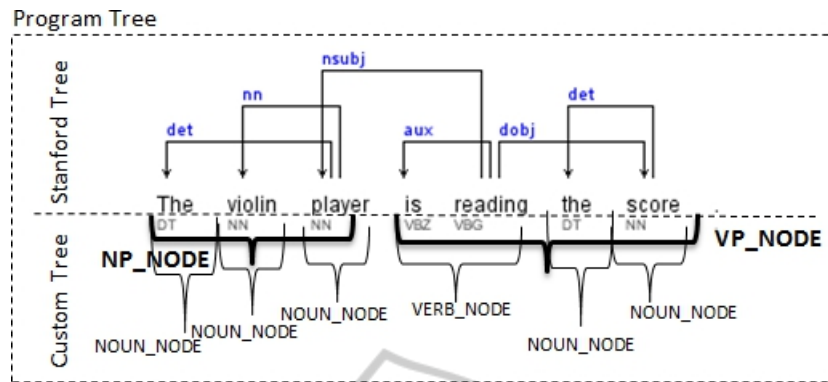 Program Tree
Stanford Tree
nsubj
nn det
det aux dobj
The violin player is reading the score .
DT NN NN VBZ VBG DT NN
Custom Tree
NP_NODE VP_NODE
NOUN_NODE VERB_NODE NOUN_NODE
NOUN_NODE NOUN_NODE NOUN_NODE